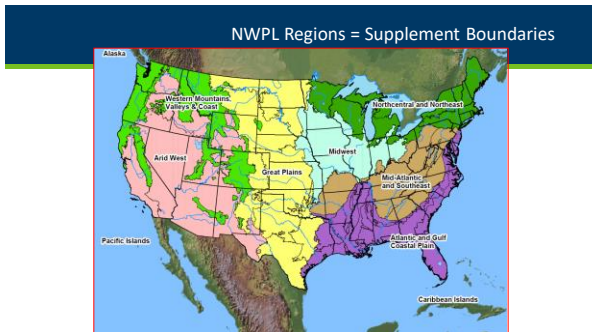 NWPL Regions = Supplement Boundaries
Alaska
Western Mountains,
Valleys & Coast
Northcentral and Northeast
Arid West
Midwest
Great Plains
Mid-Atlantic
and Southeast
Pacific Islands
Atlantic and Gulf
Coastal Plain
Caribbean Islands